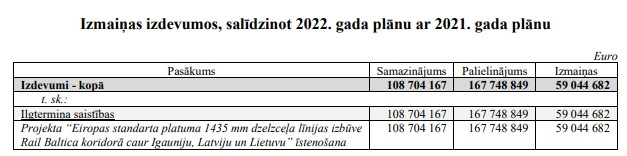 Izmaiņas izdevumos, salīdzinot 2022. gada plānu ar 2021. gada plānu
Euro
Pasākums Samazinājums Palielinājums Izmaiņas
Izdevumi - kopā 108 704 167 167 748 849 59 044 682
t. sk.:
Ilgtermiņa saistības 108 704 167 167 748 849 59 044 682
Projekta “Eiropas standarta platuma 1435 mm dzelzceļa līnijas izbūve 108 704 167 167 748 849 59 044 682
Rail Baltica koridorā caur Igauniju, Latviju un Lietuvu” īstenošana